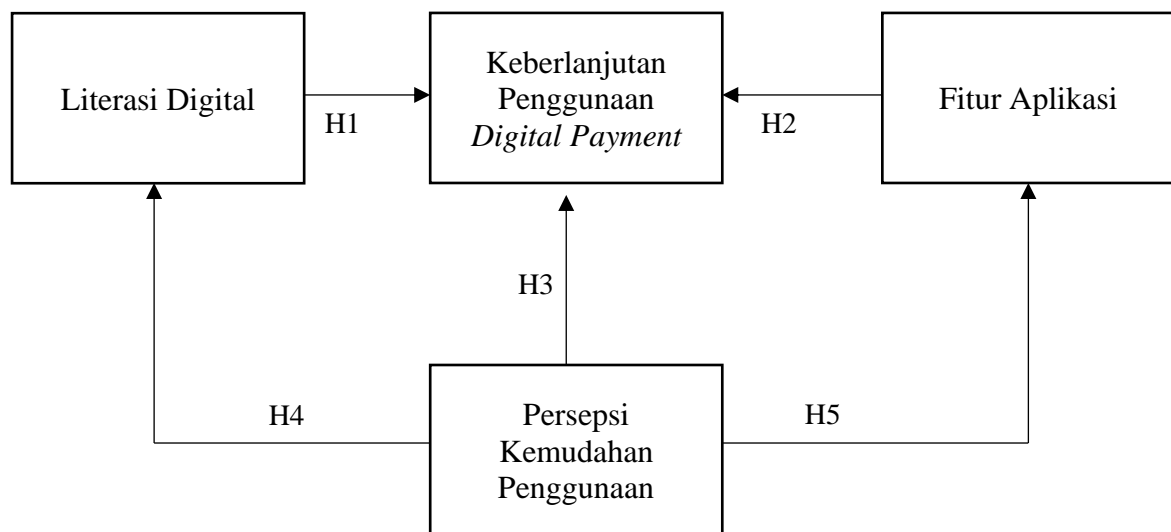 Literasi Digital
H1
Keberlanjutan
Penggunaan
Digital Payment
H2
Fitur Aplikasi
H3
H4
Persepsi
Kemudahan
Penggunaan
H5